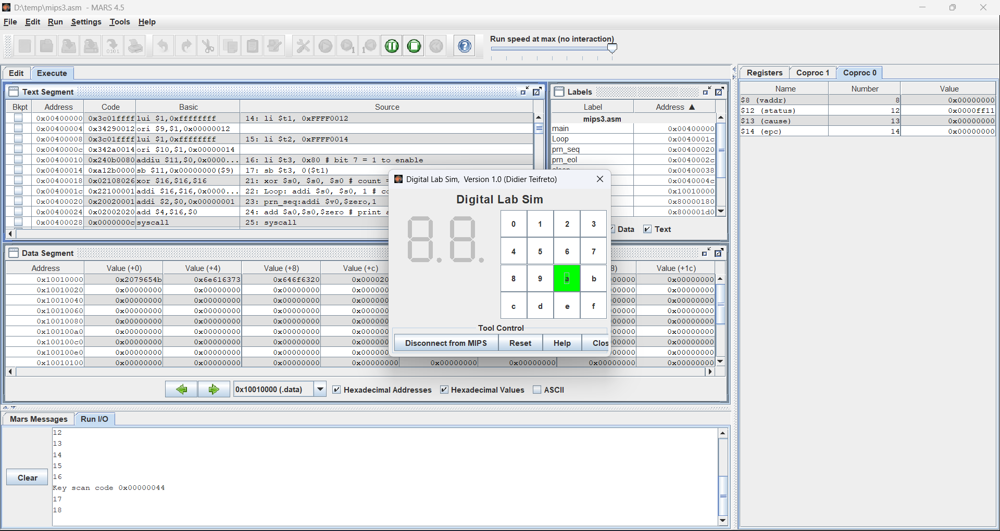 D:\temp\mips3.asm - MARS 4.5
File Edit Run Settings Tools Help
Run speed at max (no interaction)
Edit Execute
Registers Coproc 1 Coproc 0
Text Segment
Bkpt Address Code Basic Source
0x00400000 0x3c01ffff lui $1,0xffffffff 14: li $t1, 0xFFFF0012
0x00400004 0x34290012 ori $9,$1,0x00000012
0x00400008 0x3c01ffff lui $1,0xffffffff 15: li $t2, 0xFFFF0014
0x0040000c 0x342a0014 ori $10,$1,0x00000014
0x00400010 0x240b0080 addiu $11,$0,0x0000... 16: li $t3, 0x80 # bit 7 = 1 to enable
0x00400014 0xa12b0000 sb $11,0x00000000($9) 17: sb $t3, 0($t1)
0x00400018 0x02108026 xor $16,$16,$16 21: xor $s0, $s0, $s0 # count =
0x0040001c 0x22100001 addi $16,$16,0x0000... 22: Loop: addi $s0, $s0, 1 # co
0x00400020 0x20020001 addi $2,$0,0x00000001 23: prn_seq:addi $v0,$zero,1
0x00400024 0x02002020 add $4,$16,$0 24: add $a0,$s0,$zero # print a
0x00400028 0x0000000c syscall 25: syscall
Labels
Label Address ▲
mips3.asm
main 0x00400000
Loop 0x0040001c
prn_seq 0x00400020
prn_eol 0x0040002c
0x00400038
0x0040004c
0x10010000
0x80000180
0x800001d0
Data Text
Name Number Value
$8 (vaddr) 8 0x00000000
$12 (status) 12 0x0000ff11
$13 (cause) 13 0x00000000
$14 (epc) 14 0x00000000
Digital Lab Sim, Version 1.0 (Didier Teifreto)
Digital Lab Sim
8.8.
0 1 2 3
4 5 6 7
8 9 a b
c d e f
Tool Control
Disconnect from MIPS Reset Help Clos
Data Segment
Address Value (+0) Value (+4) Value (+8) Value (+c) 8) Value (+1c)
0x10010000 0x2079654b 0x6e616373 0x646f6320 0x000020 00000 0x00000000
0x10010020 0x00000000 0x00000000 0x00000000 0x000000 00000 0x00000000
0x10010040 0x00000000 0x00000000 0x00000000 0x000000 00000 0x00000000
0x10010060 0x00000000 0x00000000 0x00000000 0x000000 00000 0x00000000
0x10010080 0x00000000 0x00000000 0x00000000 0x000000 00000 0x00000000
0x100100a0 0x00000000 0x00000000 0x00000000 0x000000 00000 0x00000000
0x100100c0 0x00000000 0x00000000 0x00000000 0x000000 00000 0x00000000
0x100100e0 0x00000000 0x00000000 0x00000000 0x000000 00000 0x00000000
0x10010100 0x00000000 0x00000000 0x00000000 0x00000000 0x00000000 0x00000000 0x00000000 0x00000000
0x10010000 (.data) Hexadecimal Addresses Hexadecimal Values ASCII
Mars Messages Run I/O
Clear
12
13
14
15
16
Key scan code 0x00000044
17
18